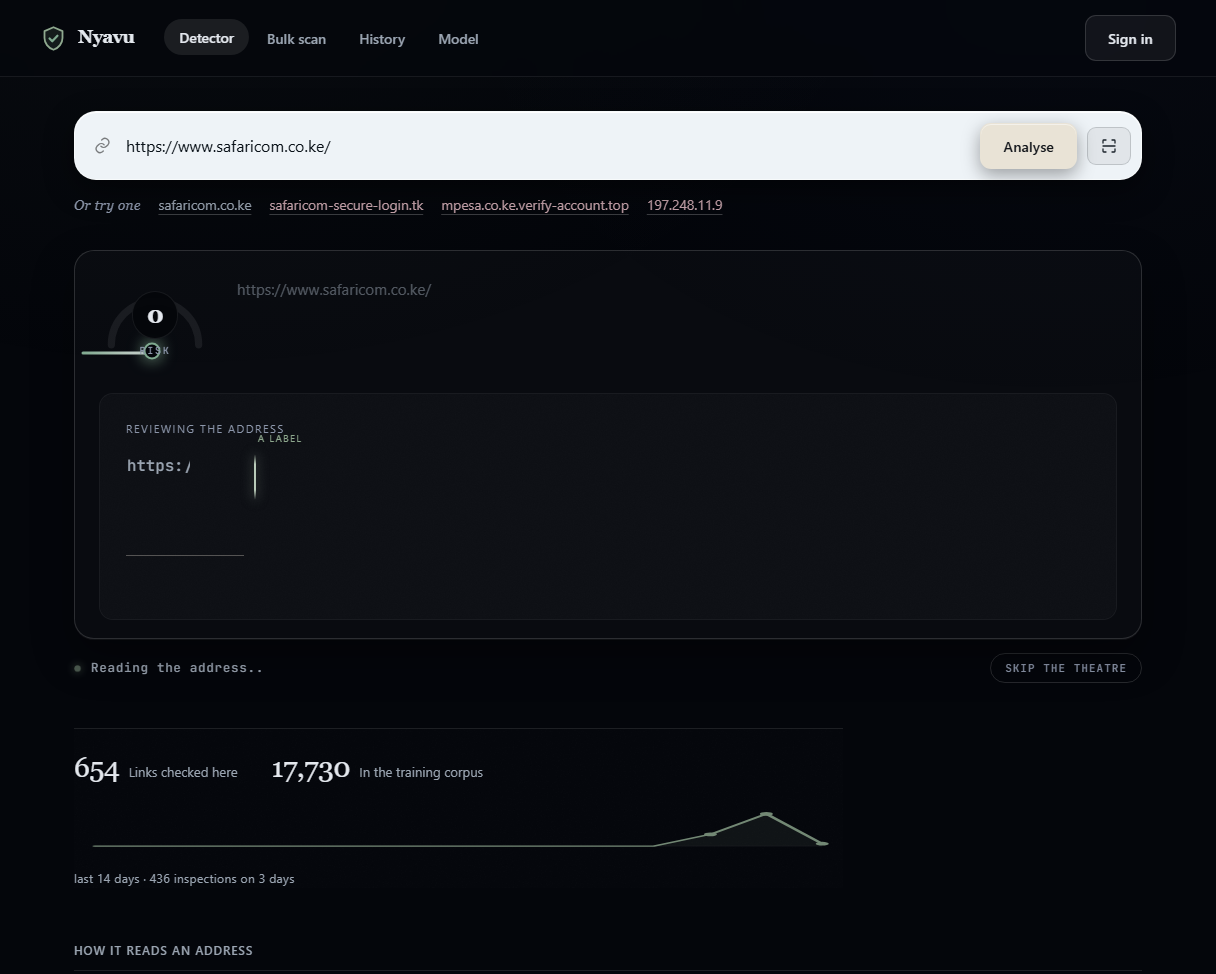 Nyavu Detector Bulk scan History Model Sign in
https://www.safaricom.co.ke/ Analyse
Or try one safaricom.co.ke safaricom-secure-login.tk mpesa.co.ke.verify-account.top 197.248.11.9
https://www.safaricom.co.ke/
0
RISK
REVIEWING THE ADDRESS
A LABEL
https:/
Reading the address.. SKIP THE THEATRE
654 Links checked here 17,730 In the training corpus
last 14 days · 436 inspections on 3 days
HOW IT READS AN ADDRESS